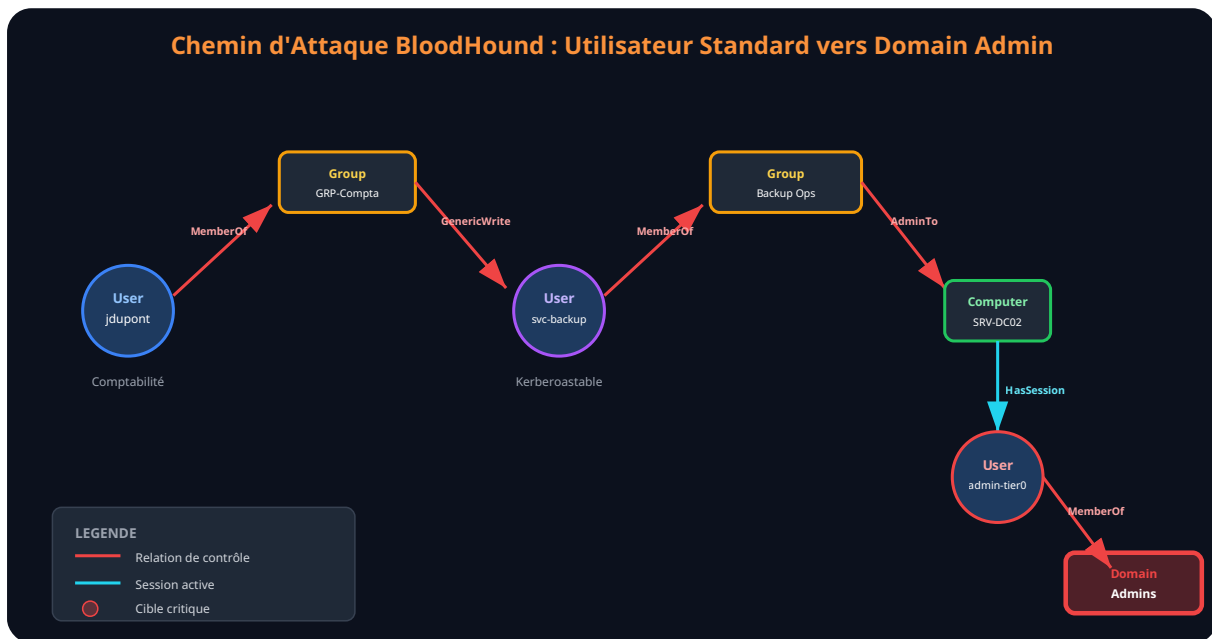 Chemin d'Attaque BloodHound : Utilisateur Standard vers Domain Admin
Group
GRP-Compta
Group
Backup Ops
MemberOf
GenericWrite
MemberOf
AdminTo
User
jdupont
User
svc-backup
Computer
SRV-DC02
Comptabilité
Kerberoastable
HasSession
User
admin-tier0
MemberOf
Domain
Admins
LEGENDE
Relation de contrôle
Session active
Cible critique